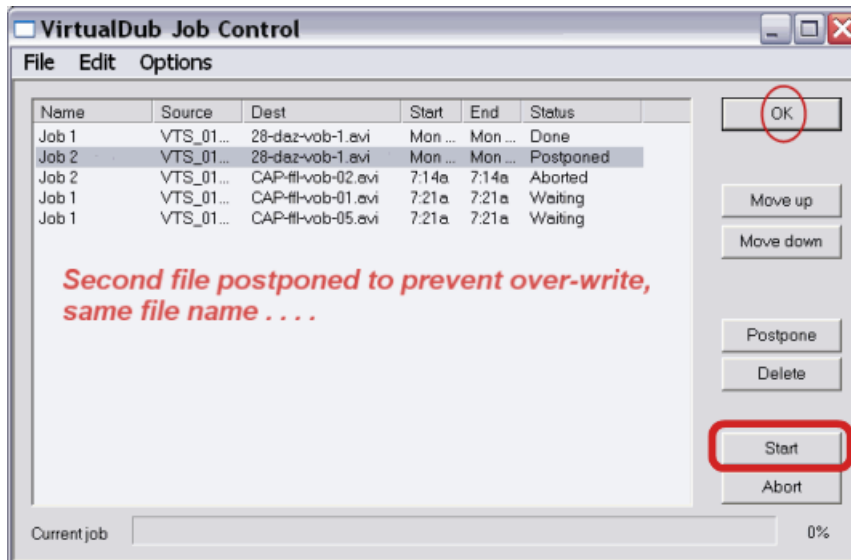 VirtualDub Job Control
File Edit Options
Name Source Dest Start End Status
Job 1 VTS_01... 28-daz-vob-1.avi Mon ... Mon ... Done
Job 2 VTS_01... 28-daz-vob-1.avi Mon ... Mon ... Postponed
Job 2 VTS_01... CAP-ffl-vob-02.avi 7:14a 7:14a Aborted
Job 1 VTS_01... CAP-ffl-vob-01.avi 7:21a 7:21a Waiting
Job 1 VTS_01... CAP-ffl-vob-05.avi 7:21a 7:21a Waiting
Second file postponed to prevent over-write,
same file name . . . .
OK
Move up
Move down
Postpone
Delete
Start
Abort
Current job 0%